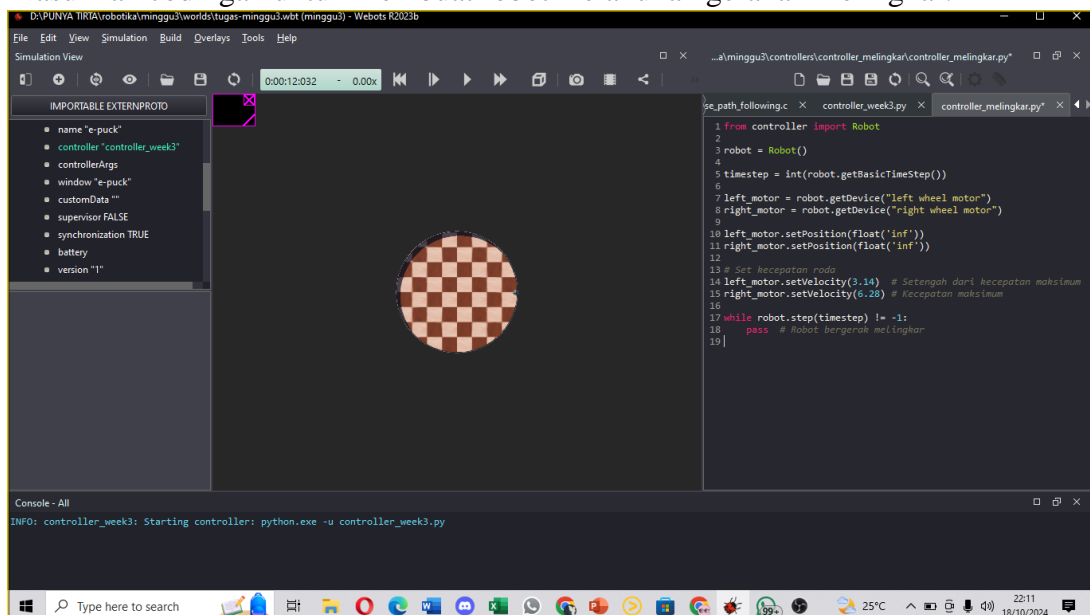 D:\PUNYA TIRTA\robotika\minggu3\worlds\tugas-minggu3.wbt (minggu3) - Webots R2023b
File Edit View Simulation Build Overlays Tools Help
Simulation View
...a\minggu3\controllers\controller_melingkar\controller_melingkar.py*
0:00:12:032 - 0.00x
IMPORTABLE EXTERNPROTO
se_path_following.c controller_week3.py controller_melingkar.py*
name "e-puck"
controller "controller_week3"
controllerArgs
window "e-puck"
customData ""
supervisor FALSE
synchronization TRUE
battery
version "1"
1 from controller import Robot
2
3 robot = Robot()
4
5 timestep = int(robot.getBasicTimeStep())
6
7 left_motor = robot.getDevice("left wheel motor")
8 right_motor = robot.getDevice("right wheel motor")
9
10 left_motor.setPosition(float('inf'))
11 right_motor.setPosition(float('inf'))
12
13 # Set kecepatan roda
14 left_motor.setVelocity(3.14) # Setengah dari kecepatan maksimum
15 right_motor.setVelocity(6.28) # Kecepatan maksimum
16
17 while robot.step(timestep) != -1:
18 pass # Robot bergerak melingkar
19
Console - All
INFO: controller_week3: Starting controller: python.exe -u controller_week3.py
Type here to search
25°C
22:11
18/10/2024